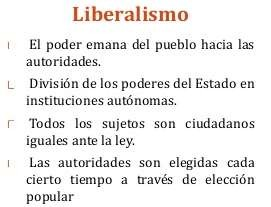 Liberalismo
El poder emana del pueblo hacia las
autoridades.
División de los poderes del Estado en
instituciones autónomas.
Todos los sujetos son ciudadanos
iguales ante la ley.
Las autoridades son elegidas cada
cierto tiempo a través de elección
popular